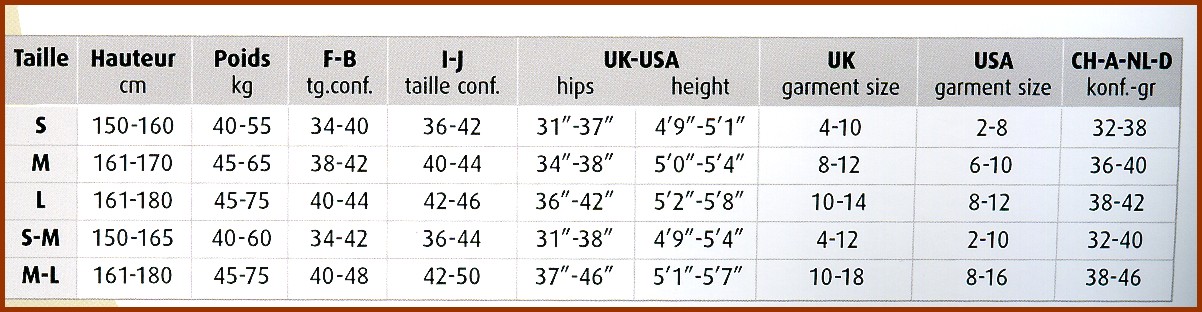 Taille Hauteur Poids F-B I-J UK-USA UK USA CH-A-NL-D
cm kg tg.conf. taille conf. hips height garment size garment size konf.-gr
S 150-160 40-55 34-40 36-42 31"-37" 4'9"-5'1" 4-10 2-8 32-38
M 161-170 45-65 38-42 40-44 34"-38" 5'0"-5'4" 8-12 6-10 36-40
L 161-180 45-75 40-44 42-46 36"-42" 5'2"-5'8" 10-14 8-12 38-42
S-M 150-165 40-60 34-42 36-44 31"-38" 4'9"-5'4" 4-12 2-10 32-40
M-L 161-180 45-75 40-48 42-50 37"-46" 5'1"-5'7" 10-18 8-16 38-46